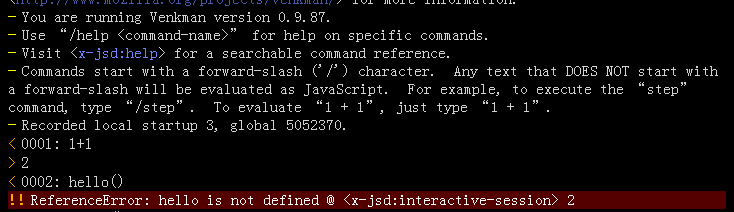 <http://www.mozilla.org/projects/venkman/> for more information.
– You are running Venkman version 0.9.87.
– Use “/help <command-name>” for help on specific commands.
– Visit <x-jsd:help> for a searchable command reference.
– Commands start with a forward-slash ('/') character.  Any text that DOES NOT start with
a forward-slash will be evaluated as JavaScript.  For example, to execute the “step”
command, type “/step”.  To evaluate “1 + 1”, just type “1 + 1”.
– Recorded local startup 3, global 5052370.
< 0001: 1+1
> 2
< 0002: hello()
!! ReferenceError: hello is not defined @ <x-jsd:interactive-session> 2